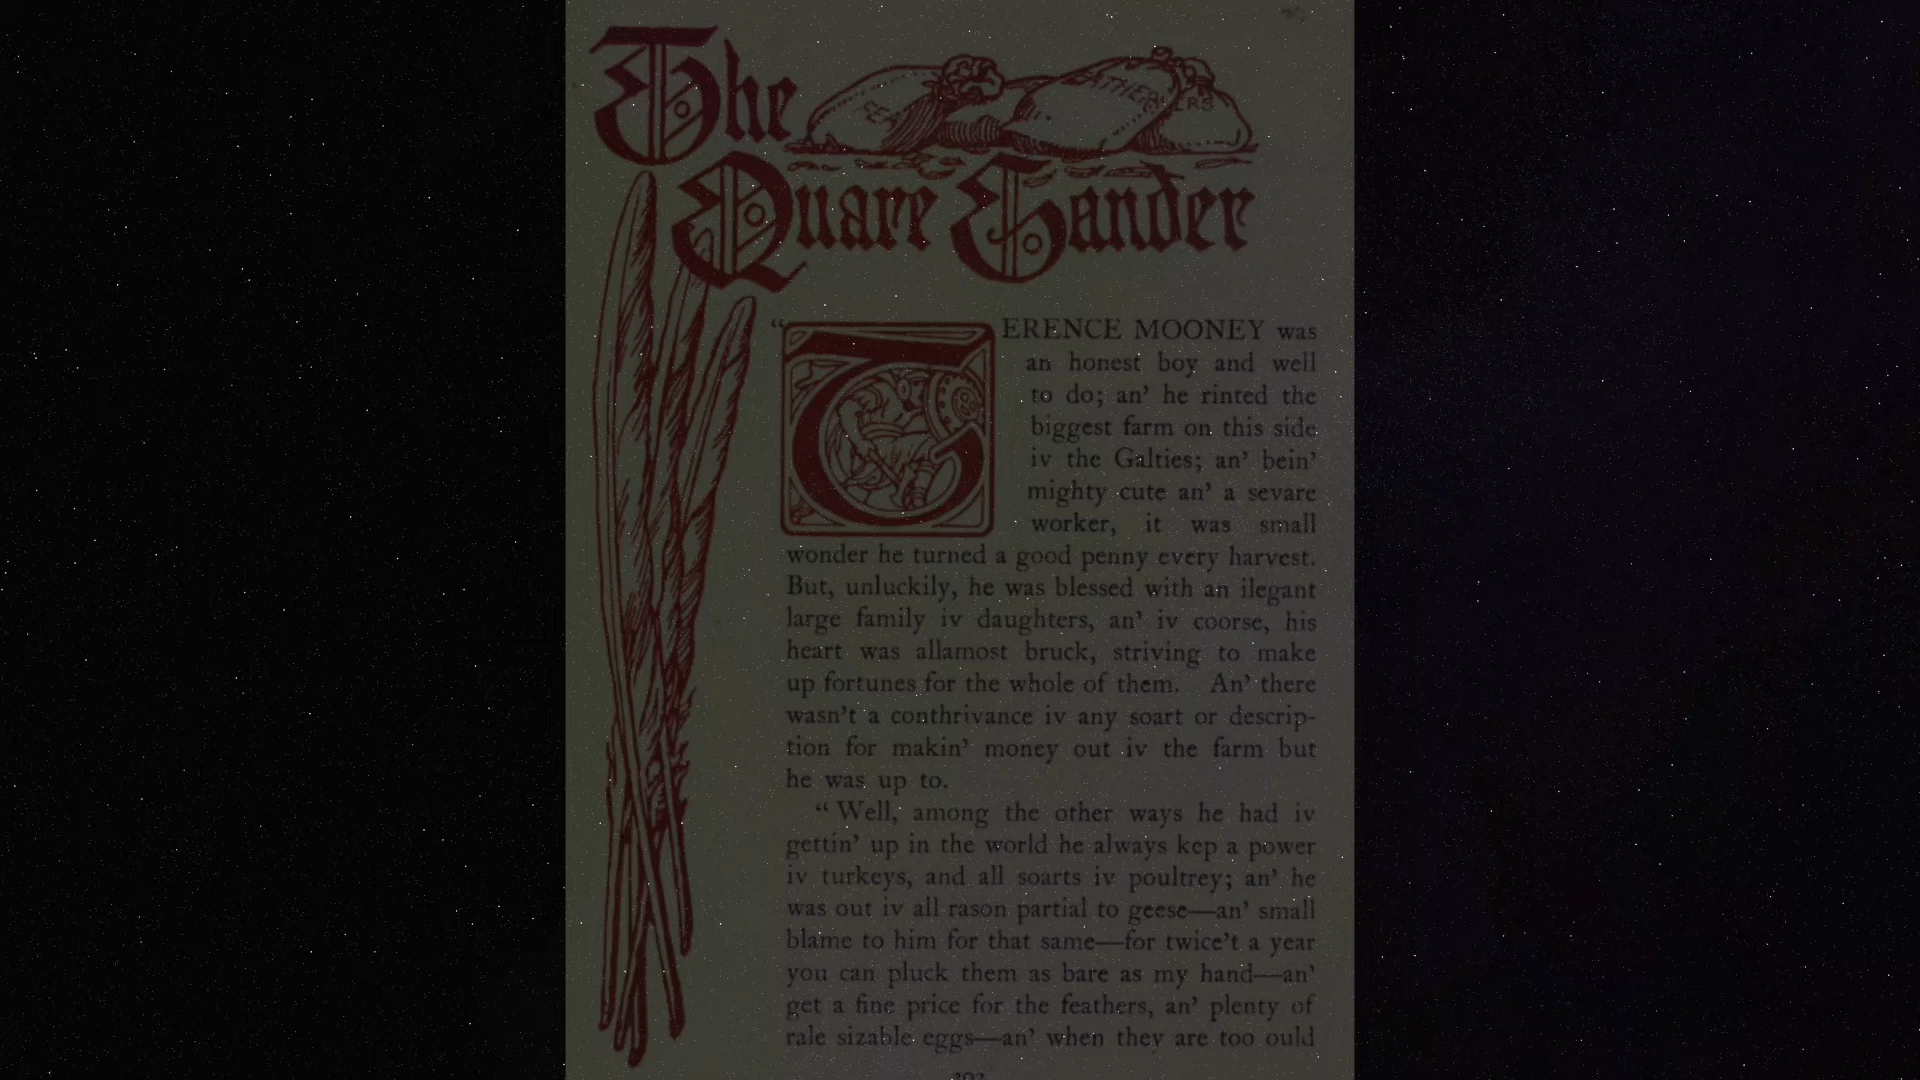 The
Quare Gander
"TERENCE MOONEY was
an honest boy and well
to do; an' he rinted the
biggest farm on this side
iv the Galties; an' bein'
mighty cute an' a sevare
worker, it was small
wonder he turned a good penny every harvest.
But, unluckily, he was blessed with an ilegant
large family iv daughters, an' iv coorse, his
heart was allamost bruck, striving to make
up fortunes for the whole of them. An' there
wasn't a conthrivance iv any soart or descrip-
tion for makin' money out iv the farm but
he was up to.
"Well, among the other ways he had iv
gettin' up in the world he always kep a power
iv turkeys, and all soarts iv poultrey; an' he
was out iv all rason partial to geese—an' small
blame to him for that same—for twice't a year
you can pluck them as bare as my hand—an'
get a fine price for the feathers, an' plenty of
rale sizable eggs—an' when they are too ould